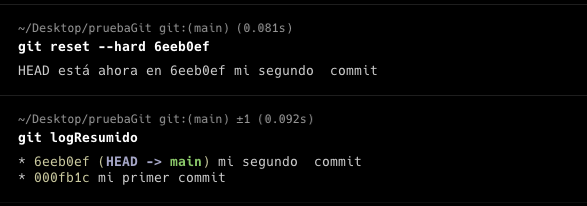 ~/Desktop/pruebaGit git:(main) (0.081s)
git reset --hard 6eeb0ef
HEAD está ahora en 6eeb0ef mi segundo  commit
~/Desktop/pruebaGit git:(main) ±1 (0.092s)
git logResumido
* 6eeb0ef (HEAD -> main) mi segundo  commit
* 000fb1c mi primer commit